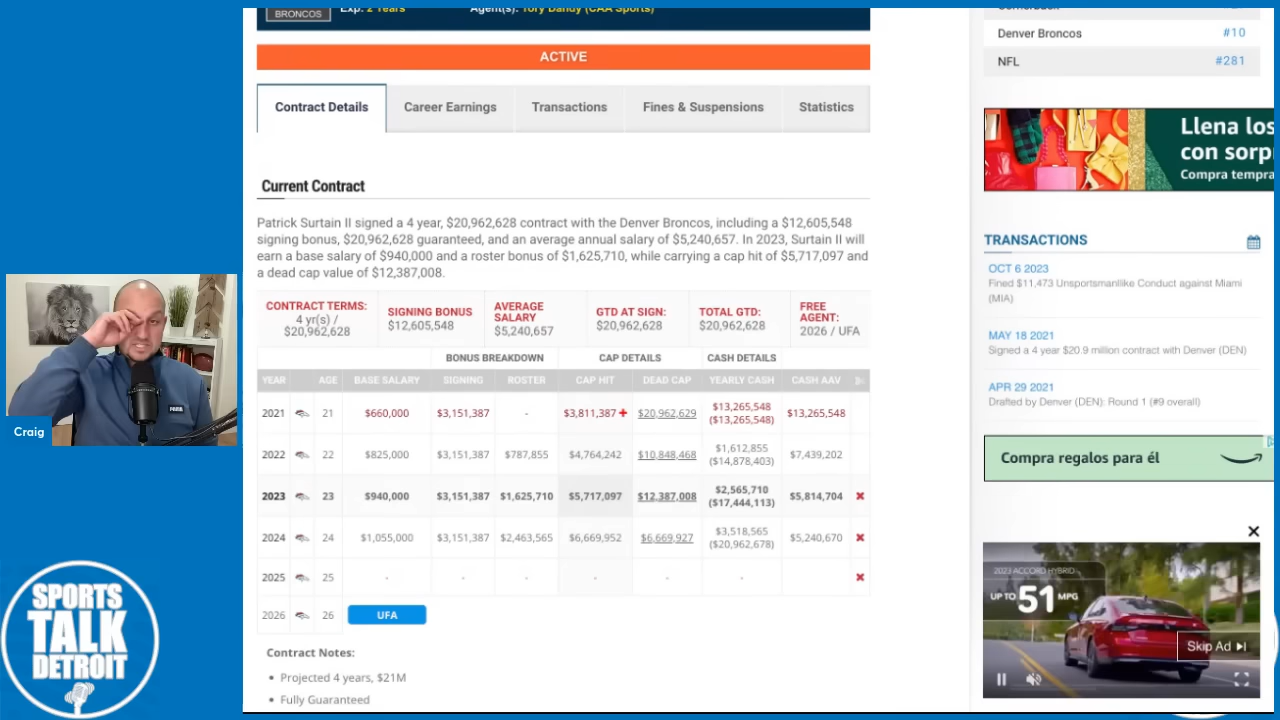 BRONCOS
Exp: 2 Years
Agent(s): Tory Dandy (CAA Sports)
ACTIVE
Contract Details
Career Earnings
Transactions
Fines & Suspensions
Statistics
Current Contract
Patrick Surtain II signed a 4 year, $20,962,628 contract with the Denver Broncos, including a $12,605,548
signing bonus, $20,962,628 guaranteed, and an average annual salary of $5,240,657. In 2023, Surtain II will
earn a base salary of $940,000 and a roster bonus of $1,625,710, while carrying a cap hit of $5,717,097 and
a dead cap value of $12,387,008.
CONTRACT TERMS:
4 yr(s) /
$20,962,628
SIGNING BONUS
$12,605,548
AVERAGE
SALARY
$5,240,657
GTD AT SIGN:
$20,962,628
TOTAL GTD:
$20,962,628
FREE
AGENT:
2026 / UFA
BONUS BREAKDOWN CAP DETAILS CASH DETAILS
YEAR AGE BASE SALARY SIGNING ROSTER CAP HIT DEAD CAP YEARLY CASH CASH AAV
2021 21 $660,000 $3,151,387 - $3,811,387 + $20,962,629 $13,265,548 $13,265,548
($13,265,548)
2022 22 $825,000 $3,151,387 $787,855 $4,764,242 $10,848,468 $1,612,855 $7,439,202
($14,878,403)
2023 23 $940,000 $3,151,387 $1,625,710 $5,717,097 $12,387,008 $2,565,710 $5,814,704
($17,444,113)
2024 24 $1,055,000 $3,151,387 $2,463,565 $6,669,952 $6,669,927 $3,518,565 $5,240,670
($20,962,678)
2025 25 - - - - - -
2026 26 UFA
Contract Notes:
• Projected 4 years, $21M
• Fully Guaranteed
Denver Broncos #10
NFL #281
Llena los
con sorp
Compra tempra
TRANSACTIONS
OCT 6 2023
Fined $11,473 Unsportsmanlike Conduct against Miami
(MIA)
MAY 18 2021
Signed a 4 year $20.9 million contract with Denver (DEN)
APR 29 2021
Drafted by Denver (DEN): Round 1 (#9 overall)
Compra regalos para él
2023 ACCORD HYBRID
UP TO 51 MPG
Skip Ad
Craig
SPORTS
TALK
DETROIT